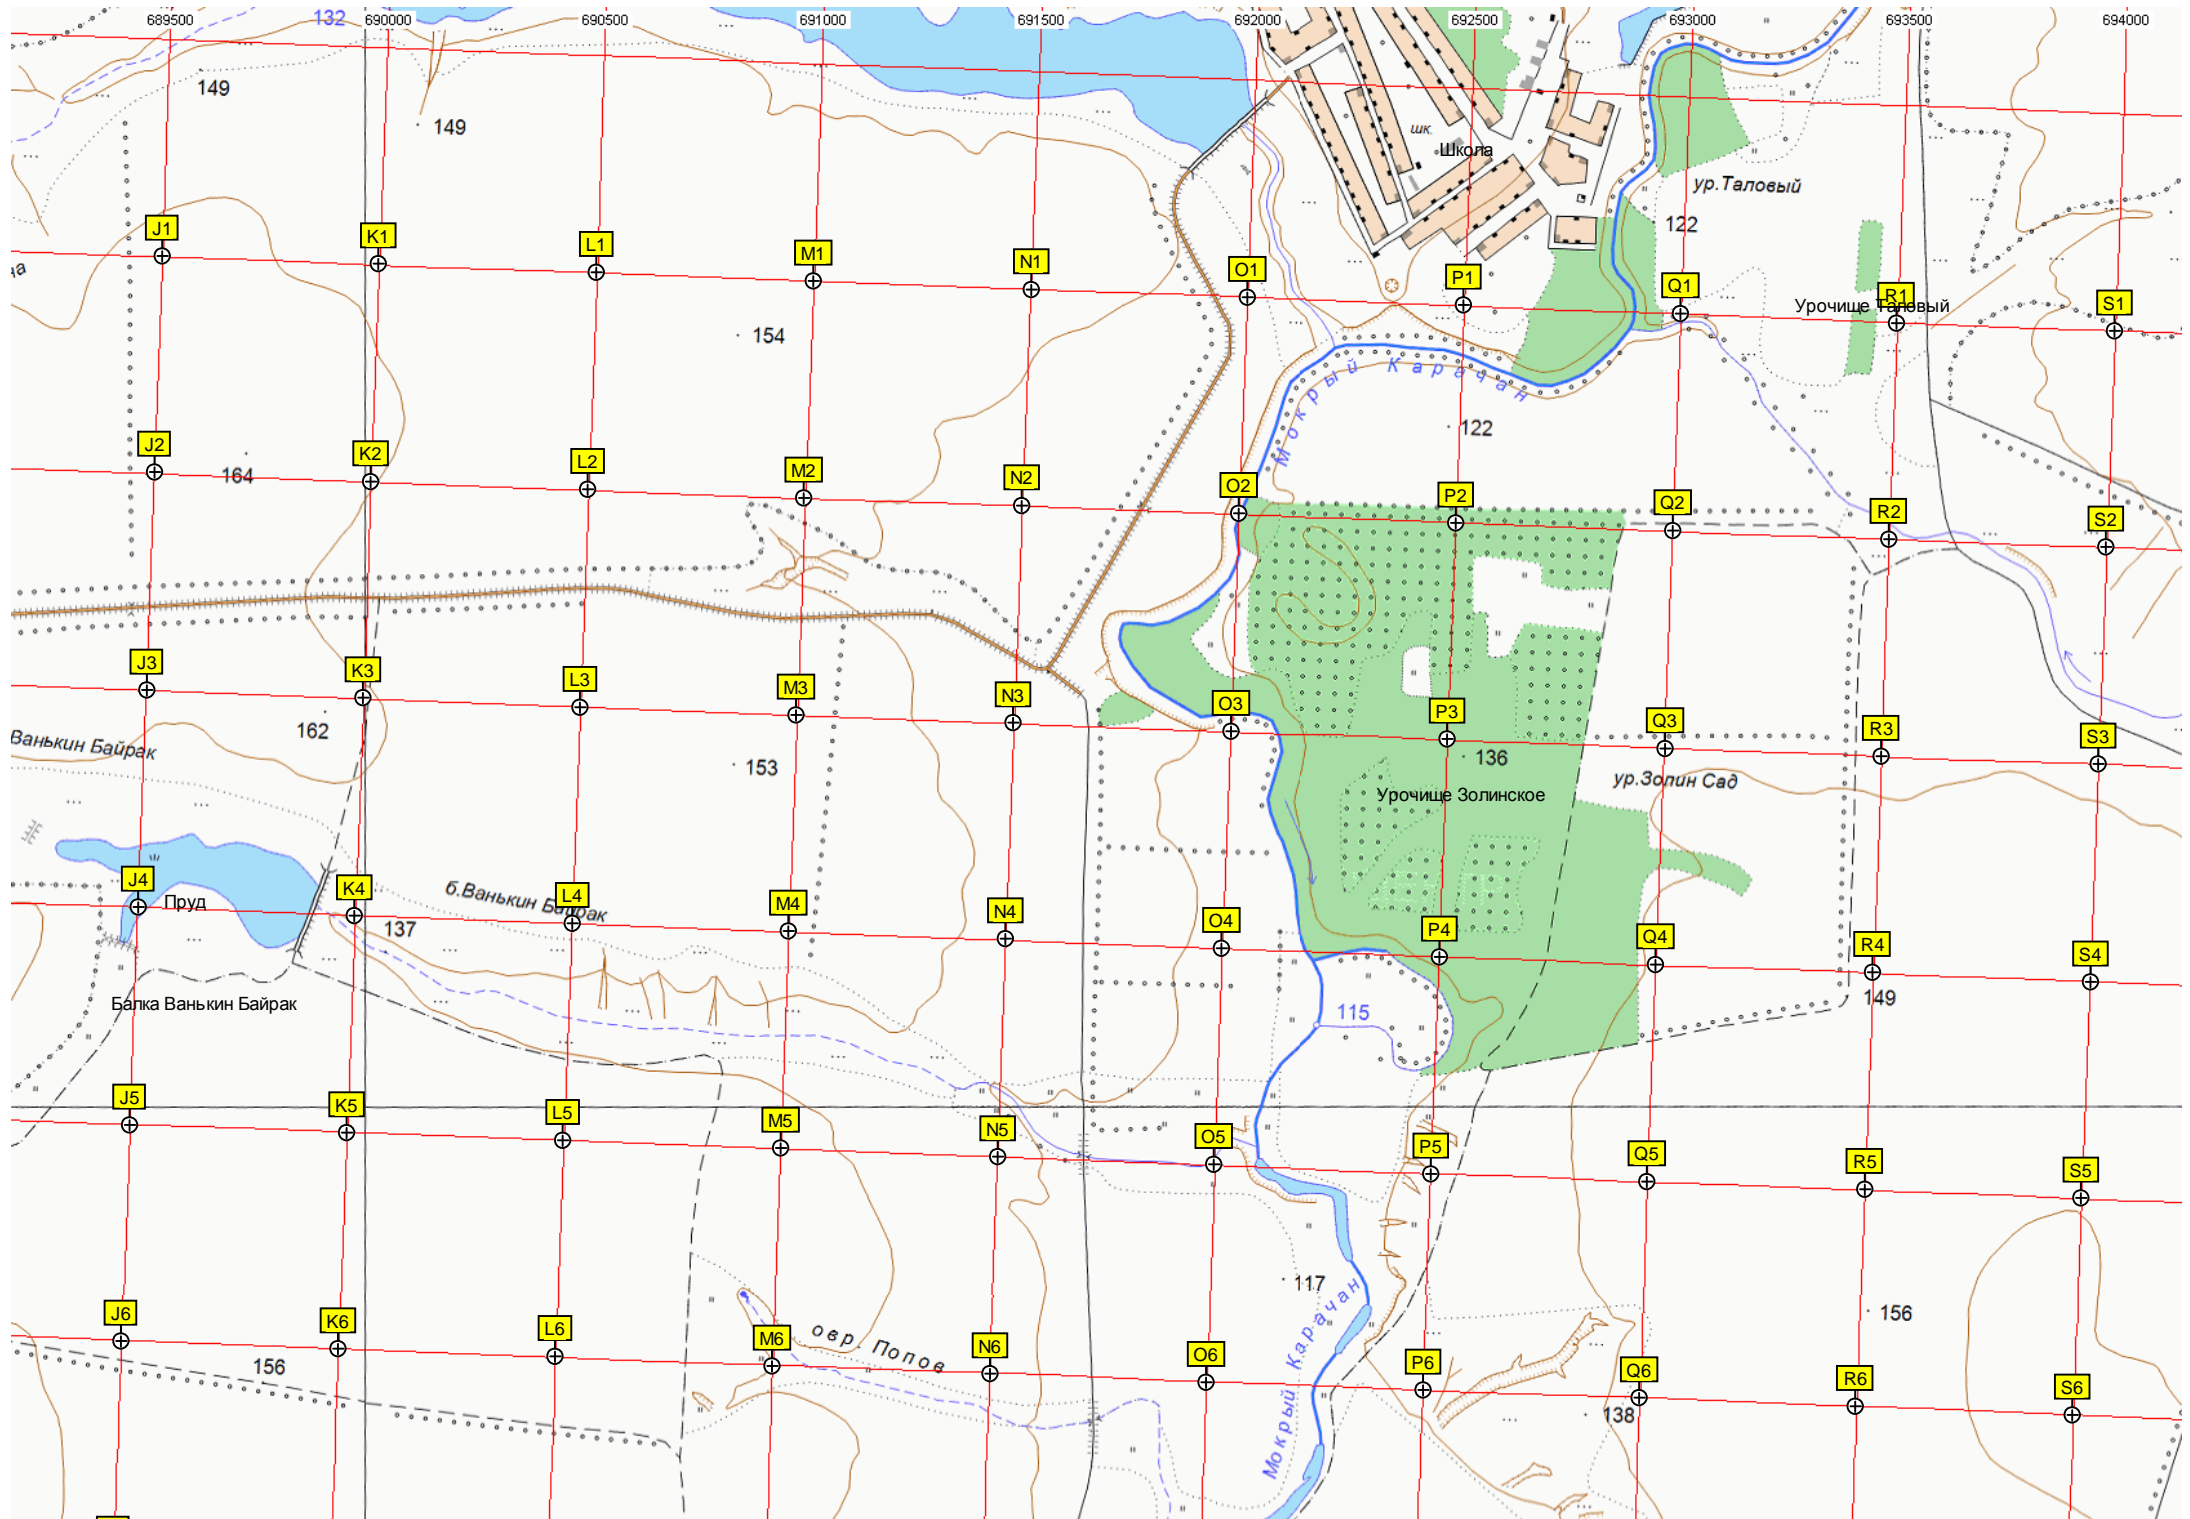 689500 690000 690500 691000 691500 692000 692500 693000 693500 694000
132
149
149
шк.
Школа
ур.Таловый
122
J1 K1 L1 M1 N1 O1 P1 Q1 R1 S1
Урочище Таловый
154
Мокрый Карачан
122
164
J2 K2 L2 M2 N2 O2 P2 Q2 R2 S2
J3 K3 L3 M3 N3 O3 P3 Q3 R3 S3
162
Ванькин Байрак
153
136
ур.Золин Сад
Урочище Золинское
J4 K4 L4 M4 N4 O4 P4 Q4 R4 S4
Пруд
б.Ванькин Байрак
137
149
Балка Ванькин Байрак
115
J5 K5 L5 M5 N5 O5 P5 Q5 R5 S5
117
Мокрый Карачан
156
J6 K6 L6 M6 N6 O6 P6 Q6 R6 S6
овр. Попов
156
138